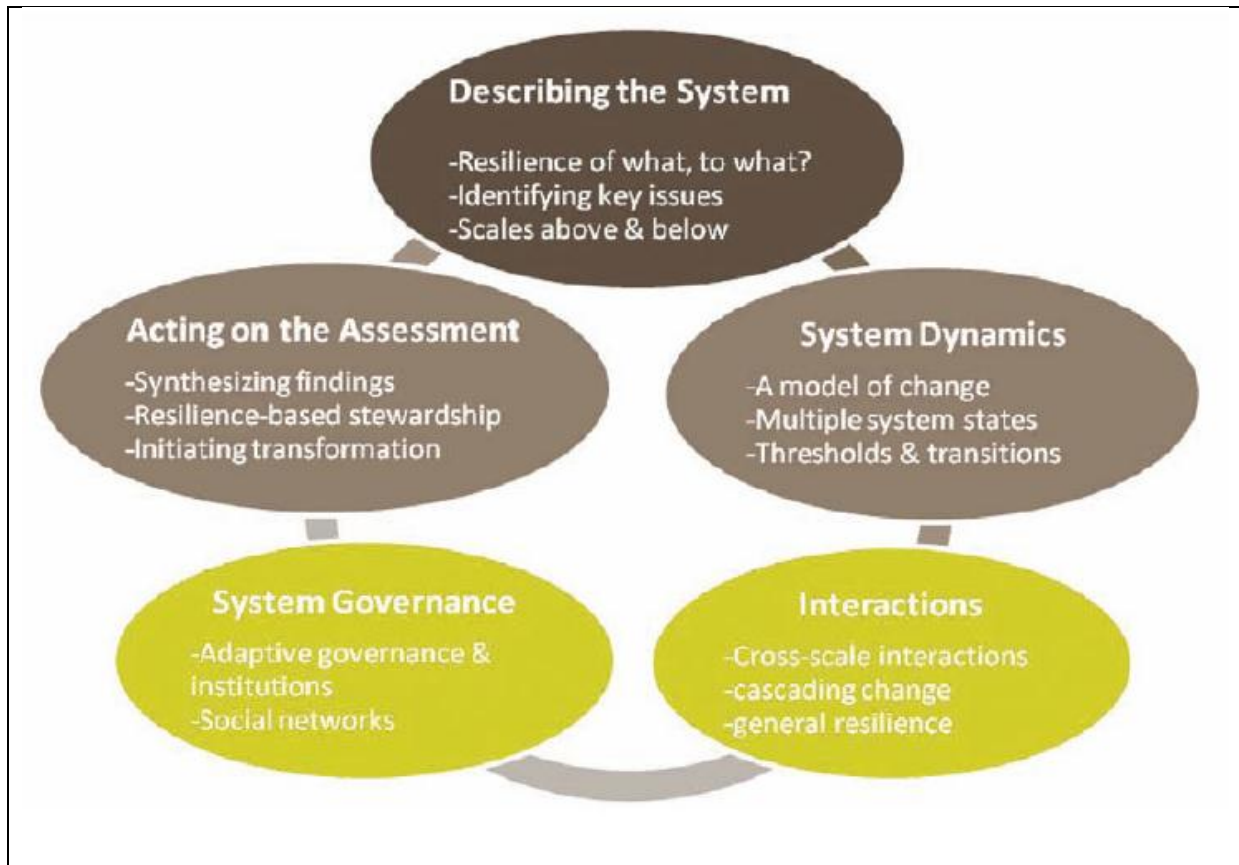 Describing the System
-Resilience of what, to what?
-Identifying key issues
-Scales above & below
Acting on the Assessment
-Synthesizing findings
-Resilience-based stewardship
-Initiating transformation
System Dynamics
-A model of change
-Multiple system states
-Thresholds & transitions
System Governance
-Adaptive governance &
institutions
-Social networks
Interactions
-Cross-scale interactions
-cascading change
-general resilience